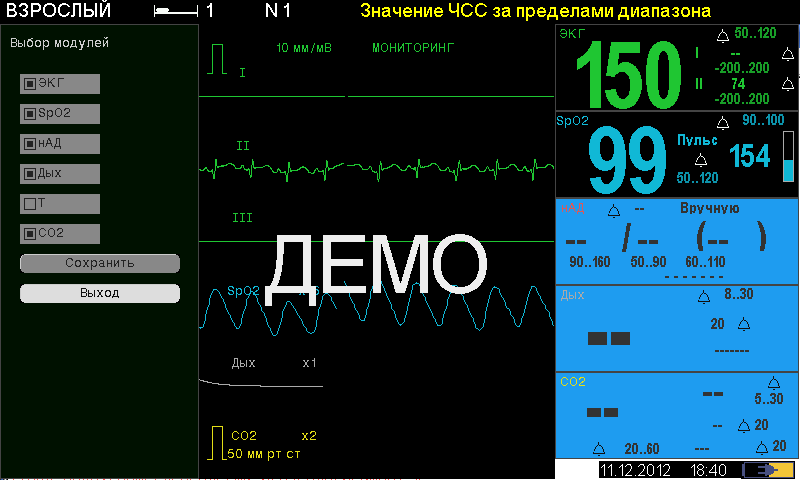 ВЗРОСЛЫЙ 1 N 1 Значение ЧСС за пределами диапазона
Выбор модулей
ЭКГ
SpO2
нАД
Дых
Т
CO2
Сохранить
Выход
10 мм/мВ МОНИТОРИНГ
I
II
III
ДЕМО
SpO2
Дых x1
CO2 x2
50 мм рт ст
ЭКГ 50..120
150
I --
-200..200
II 74
-200..200
SpO2 90..100
99
Пульс 154
50..120
нАД -- Вручную
-- / -- ( -- )
90..160 50..90 60..110
- - - - - - -
Дых 8..30
-- 20
-------
CO2
-- 5..30
--
-- 20
20..60 --- 20
11.12.2012 18:40